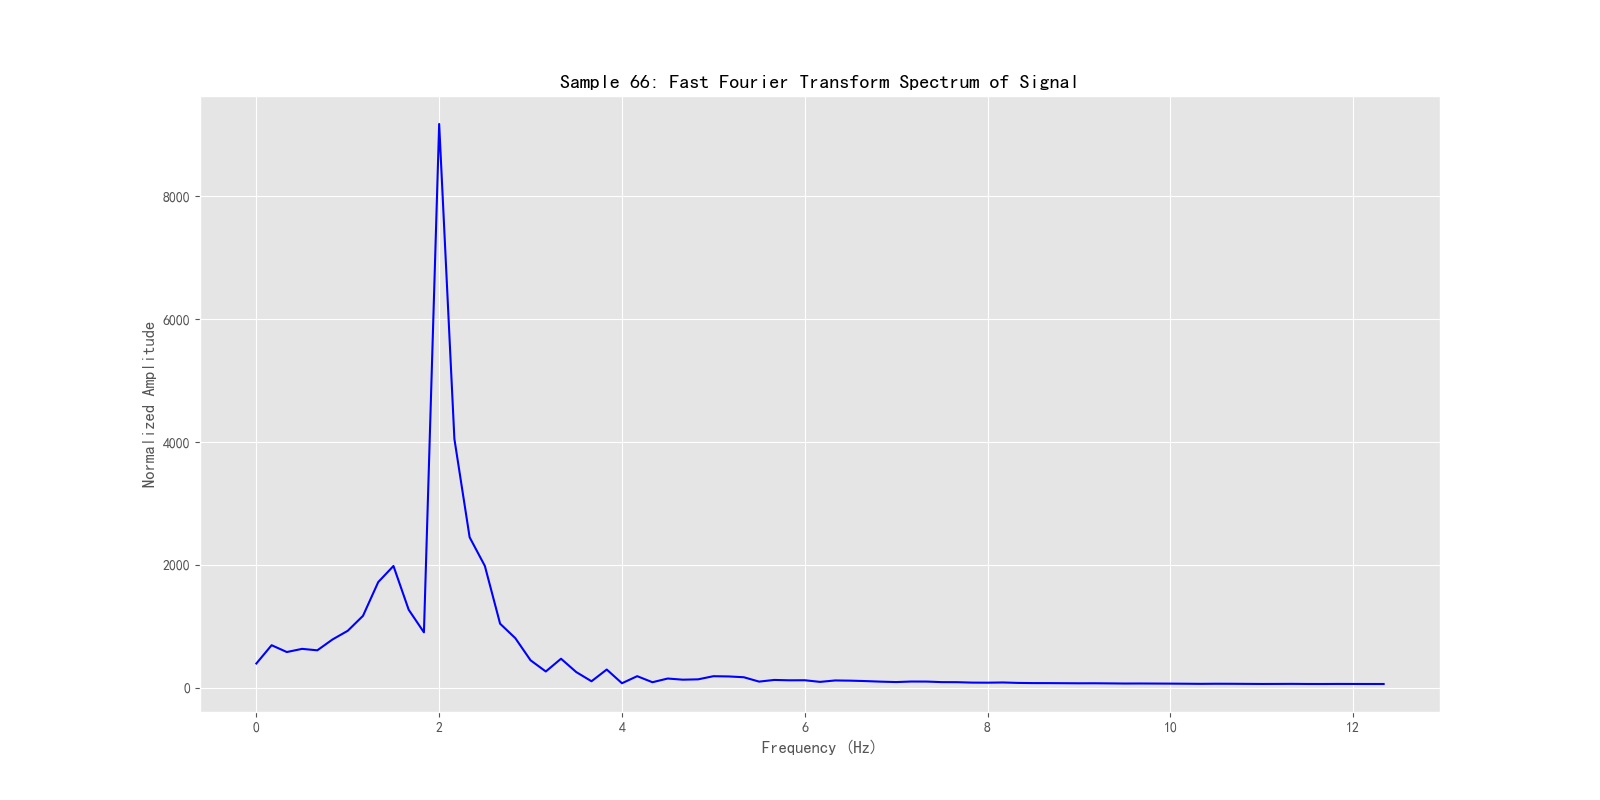 Sample 66: Fast Fourier Transform Spectrum of Signal
Normalized Amplitude
8000
6000
4000
2000
0
0 2 4 6 8 10 12
Frequency (Hz)